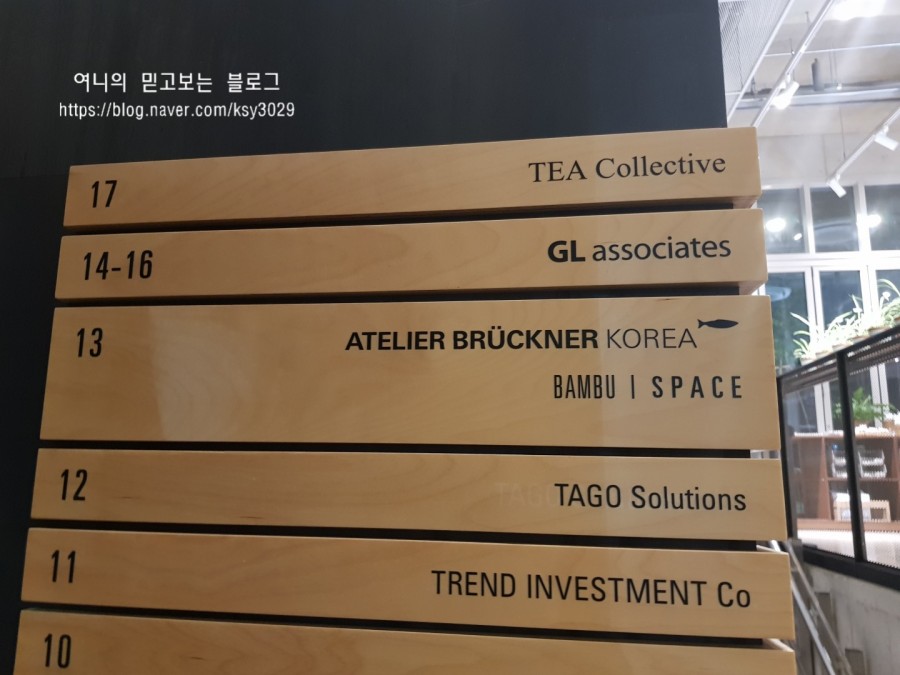 여니의 믿고보는 블로그
https://blog.naver.com/ksy3029
17 TEA Collective
14-16 GL associates
13 ATELIER BRÜCKNER KOREA
BAMBU | SPACE
12 TAGO Solutions
11 TREND INVESTMENT Co
10